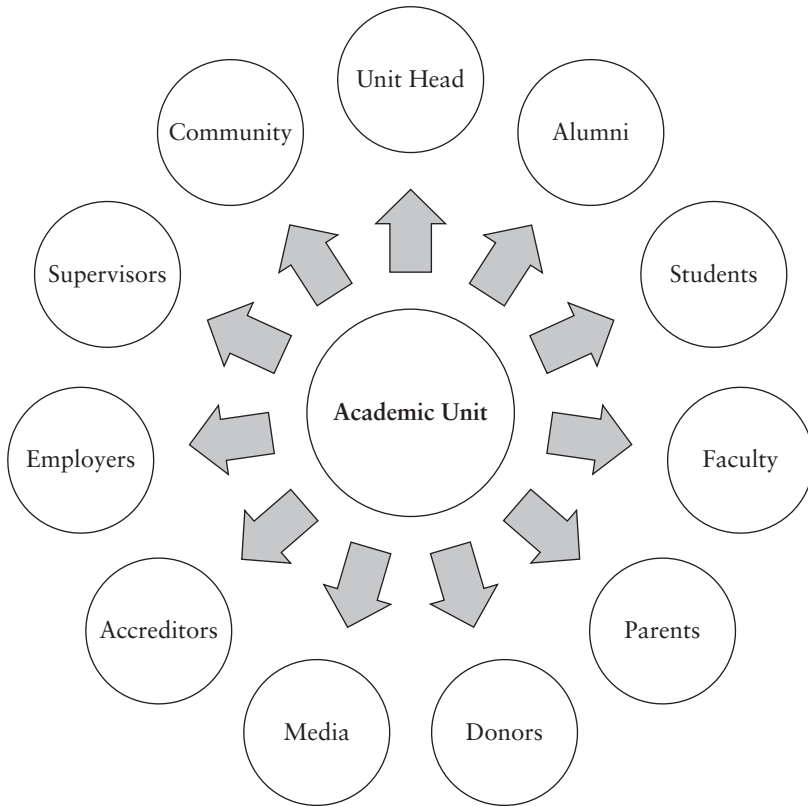 Unit Head
Alumni
Students
Faculty
Parents
Donors
Media
Accreditors
Employers
Supervisors
Community
Academic Unit